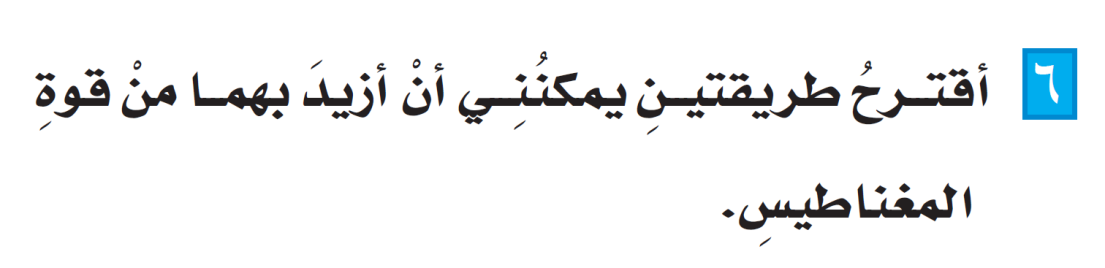 ٦ أقترحُ طريقتينِ يمكنُنِي أنْ أزيدَ بهما منْ قوةِ
المغناطيسِ.